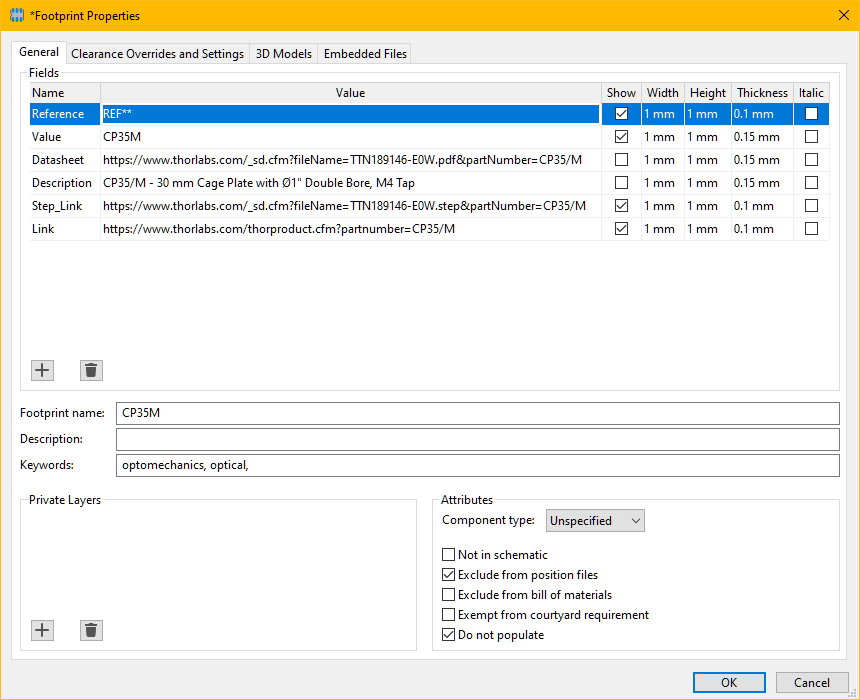 *Footprint Properties
General Clearance Overrides and Settings 3D Models Embedded Files
Fields
Name Value Show Width Height Thickness Italic
Reference REF** 1 mm 1 mm 0.1 mm
Value CP35M 1 mm 1 mm 0.15 mm
Datasheet https://www.thorlabs.com/_sd.cfm?fileName=TTN189146-E0W.pdf&partNumber=CP35/M 1 mm 1 mm 0.15 mm
Description CP35/M - 30 mm Cage Plate with Ø1" Double Bore, M4 Tap 1 mm 1 mm 0.15 mm
Step_Link https://www.thorlabs.com/_sd.cfm?fileName=TTN189146-E0W.step&partNumber=CP35/M 1 mm 1 mm 0.1 mm
Link https://www.thorlabs.com/thorproduct.cfm?partnumber=CP35/M 1 mm 1 mm 0.1 mm
Footprint name: CP35M
Description:
Keywords: optomechanics, optical,
Private Layers
Attributes
Component type: Unspecified
Not in schematic
Exclude from position files
Exclude from bill of materials
Exempt from courtyard requirement
Do not populate
OK Cancel